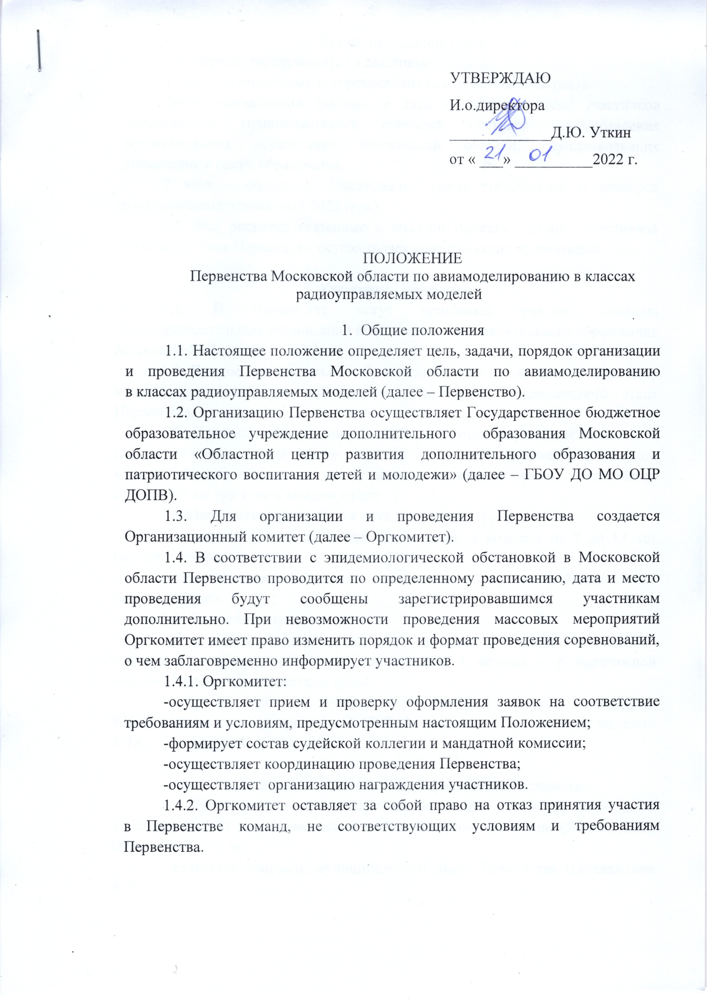 УТВЕРЖДАЮ
И.о.директора
_____________Д.Ю. Уткин
от « 21 » 01 2022 г.
ПОЛОЖЕНИЕ
Первенства Московской области по авиамоделированию в классах
радиоуправляемых моделей
1. Общие положения
1.1. Настоящее положение определяет цель, задачи, порядок организации
и проведения Первенства Московской области по авиамоделированию
в классах радиоуправляемых моделей (далее – Первенство).
1.2. Организацию Первенства осуществляет Государственное бюджетное
образовательное учреждение дополнительного образования Московской
области «Областной центр развития дополнительного образования и
патриотического воспитания детей и молодежи» (далее – ГБОУ ДО МО ОЦР
ДОПВ).
1.3. Для организации и проведения Первенства создается
Организационный комитет (далее – Оргкомитет).
1.4. В соответствии с эпидемиологической обстановкой в Московской
области Первенство проводится по определенному расписанию, дата и место
проведения будут сообщены зарегистрировавшимся участникам
дополнительно. При невозможности проведения массовых мероприятий
Оргкомитет имеет право изменить порядок и формат проведения соревнований,
о чем заблаговременно информирует участников.
1.4.1. Оргкомитет:
-осуществляет прием и проверку оформления заявок на соответствие
требованиям и условиям, предусмотренным настоящим Положением;
-формирует состав судейской коллегии и мандатной комиссии;
-осуществляет координацию проведения Первенства;
-осуществляет организацию награждения участников.
1.4.2. Оргкомитет оставляет за собой право на отказ принятия участия
в Первенстве команд, не соответствующих условиям и требованиям
Первенства.